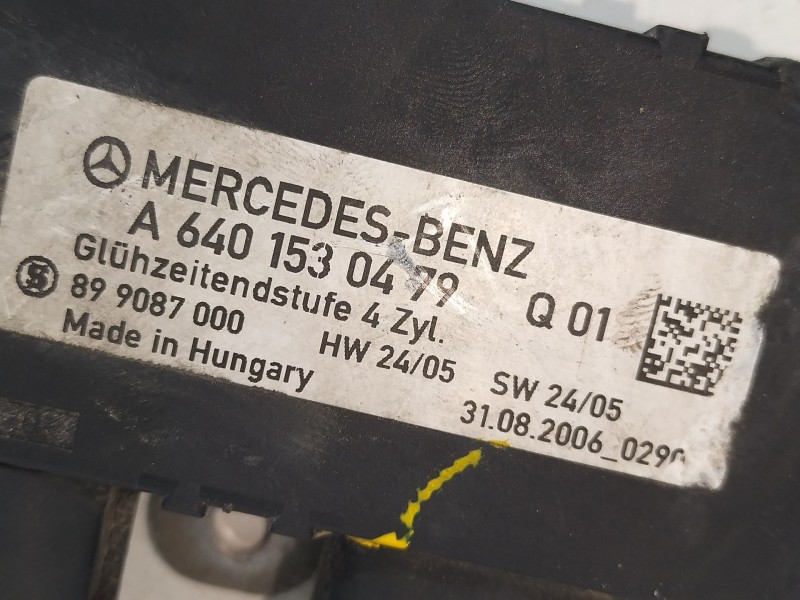 MERCEDES-BENZ
A 640 153 04 79 Q 01
Glühzeitendstufe 4 Zyl.
89 9087 000 HW 24/05 SW 24/05
Made in Hungary 31.08.2006_029